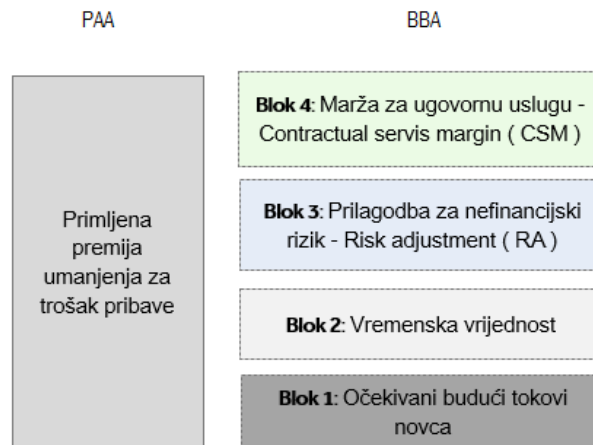 PAA
BBA
Primljena
premija
umanjenja za
trošak pribave
Blok 4: Marža za ugovornu uslugu -
Contractual servis margin ( CSM )
Blok 3: Prilagodba za nefinancijski
rizik - Risk adjustment ( RA )
Blok 2: Vremenska vrijednost
Blok 1: Očekivani budući tokovi
novca